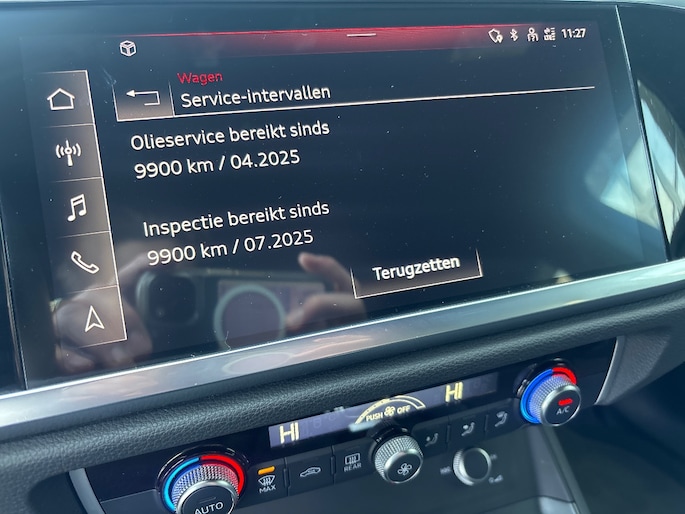 11:27
Wagen
Service-intervallen
Olieservice bereikt sinds
9900 km / 04.2025
Inspectie bereikt sinds
9900 km / 07.2025
Terugzetten
HI
PUSH OFF
HI
A/C
MAX
REAR
AUTO